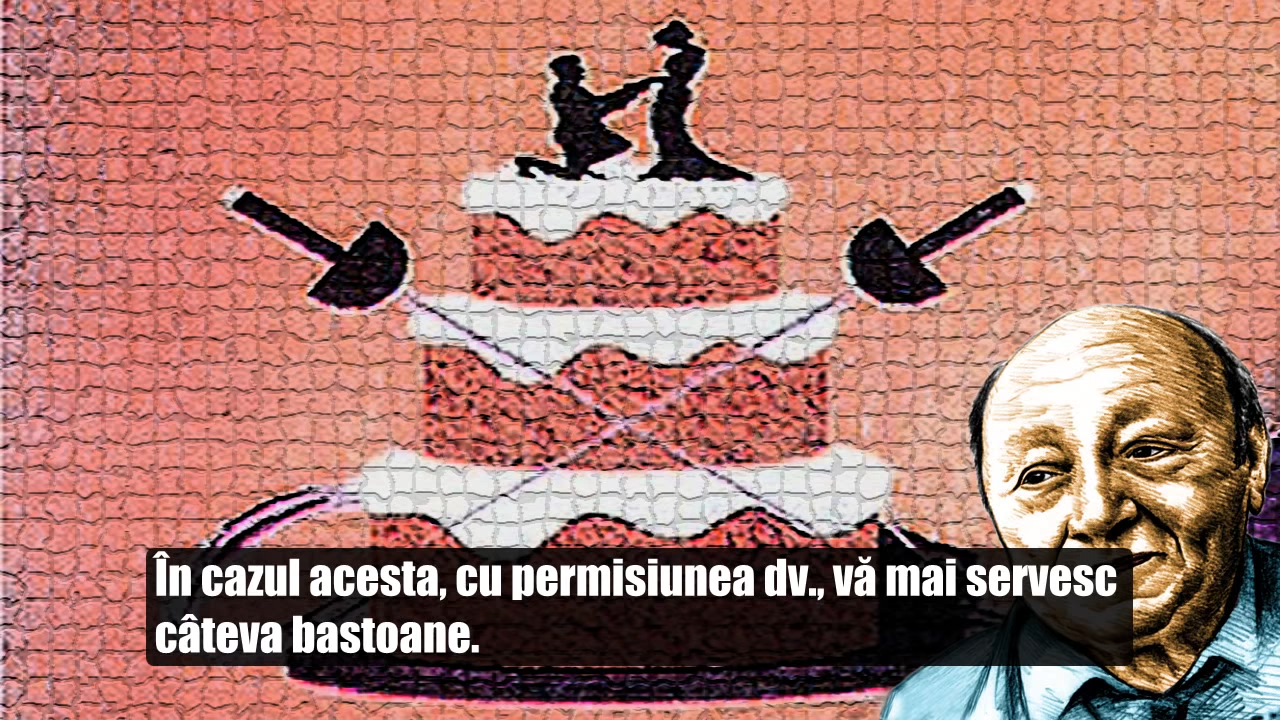 În cazul acesta, cu permisiunea dv., vă mai servesc
câteva bastoane.